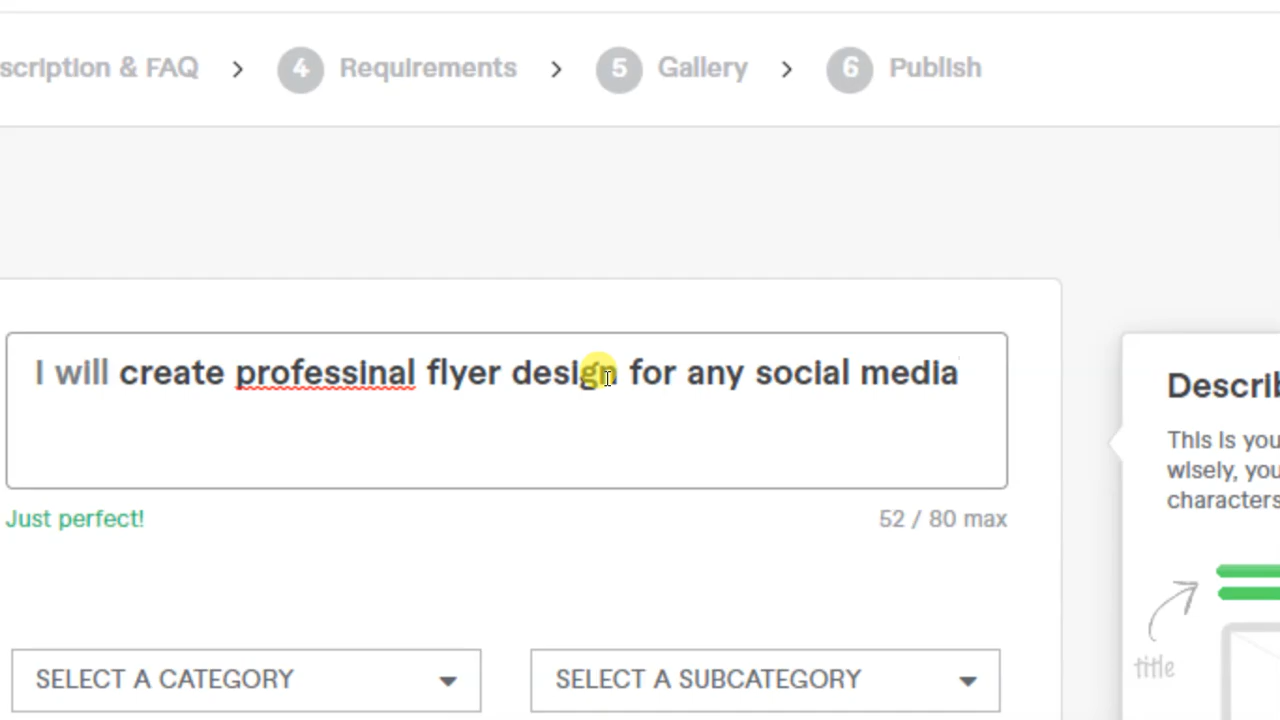 scription & FAQ > 4 Requirements > 5 Gallery > 6 Publish
I will create professinal flyer design for any social media
Just perfect!
52 / 80 max
SELECT A CATEGORY
SELECT A SUBCATEGORY
Describ
This is you
wisely, you
characters
title